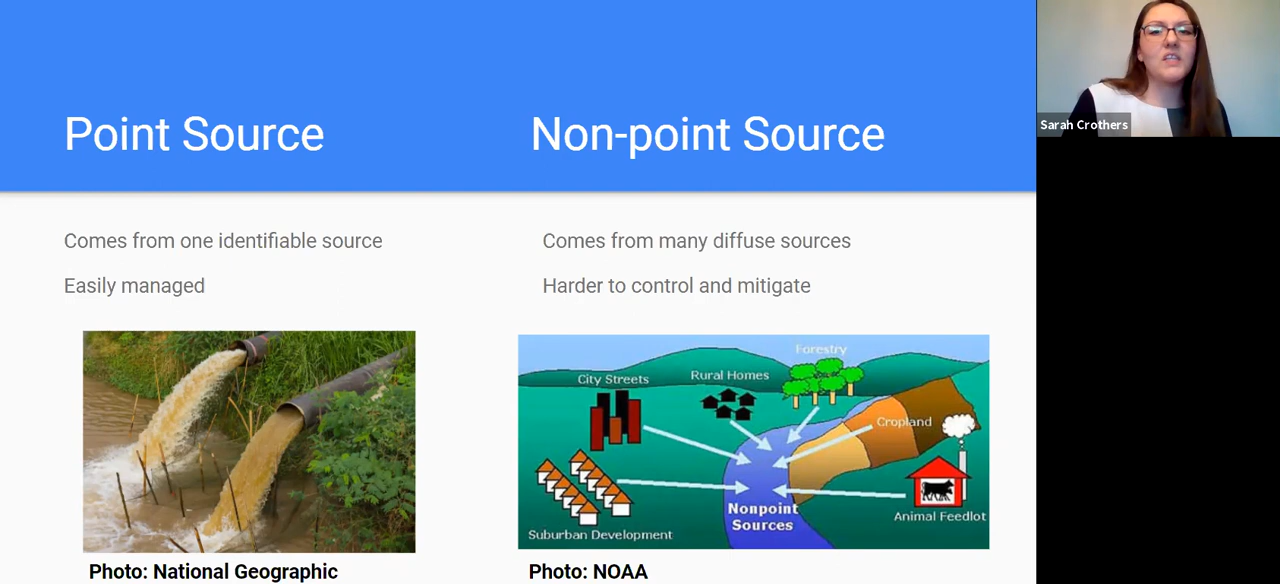 Point Source
Non-point Source
Sarah Crothers
Comes from one identifiable source
Easily managed
Comes from many diffuse sources
Harder to control and mitigate
Forestry
City Streets
Rural Homes
Cropland
Nonpoint
Sources
Animal Feedlot
Suburban Development
Photo: National Geographic
Photo: NOAA